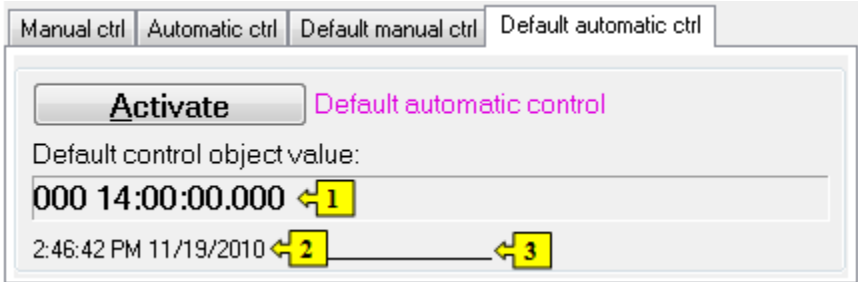 Manual ctrl Automatic ctrl Default manual ctrl Default automatic ctrl
Activate Default automatic control
Default control object value:
000 14:00:00.000 1
2:46:42 PM 11/19/2010 2 ______________ 3